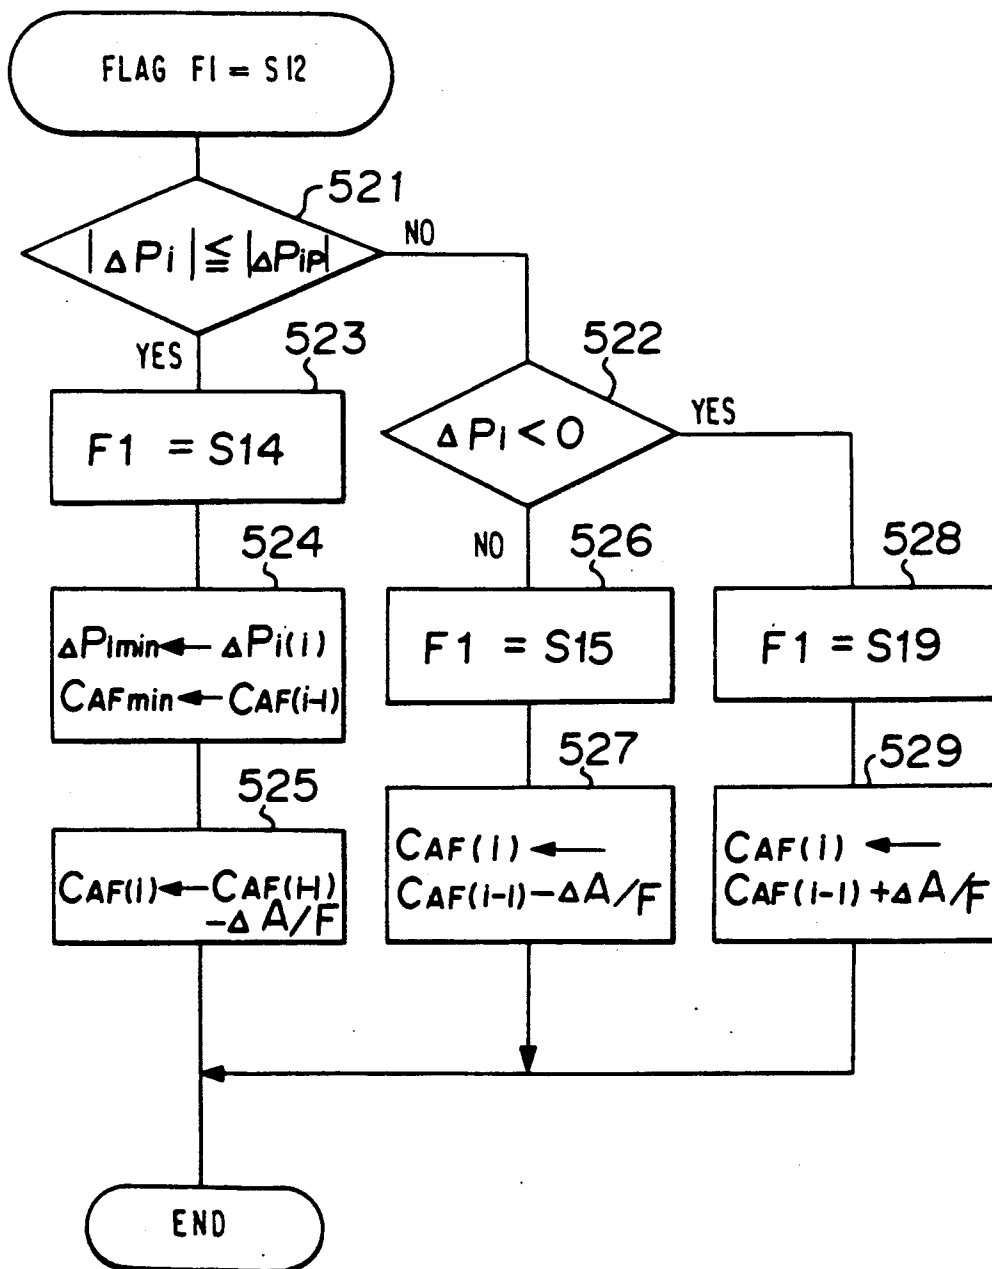 FLAG F1 = S12
521
|ΔPi| ≦ |ΔPiP|
NO
YES
523
522
F1 = S14
ΔPi < 0
YES
NO
524
526
528
ΔPimin ← ΔPi(i)
CAFmin ← CAF(i-1)
F1 = S15
F1 = S19
525
527
529
CAF(i) ← CAF(i-1)
-ΔA/F
CAF(i) ←
CAF(i-1) - ΔA/F
CAF(i) ←
CAF(i-1) + ΔA/F
END